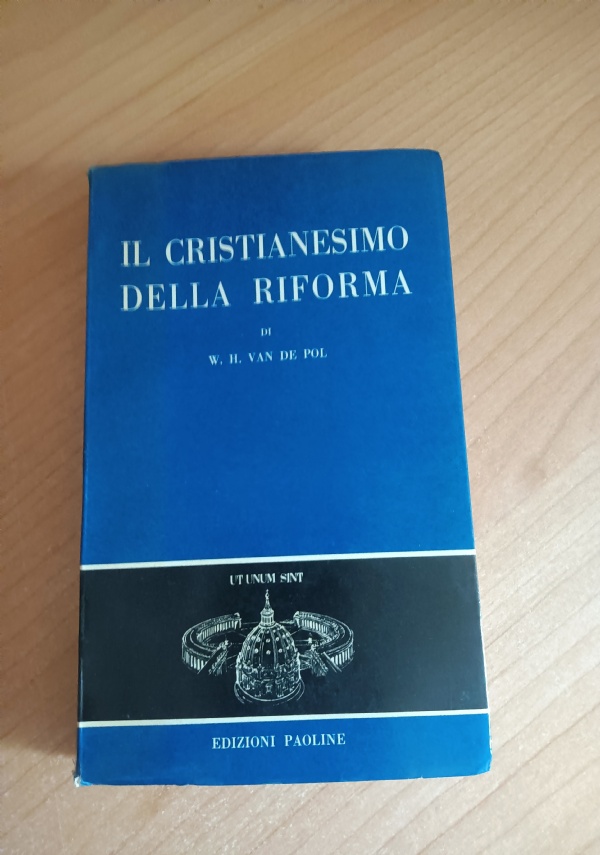 IL CRISTIANESIMO
DELLA RIFORMA
DI
W. H. VAN DE POL
UT UNUM SINT
EDIZIONI PAOLINE